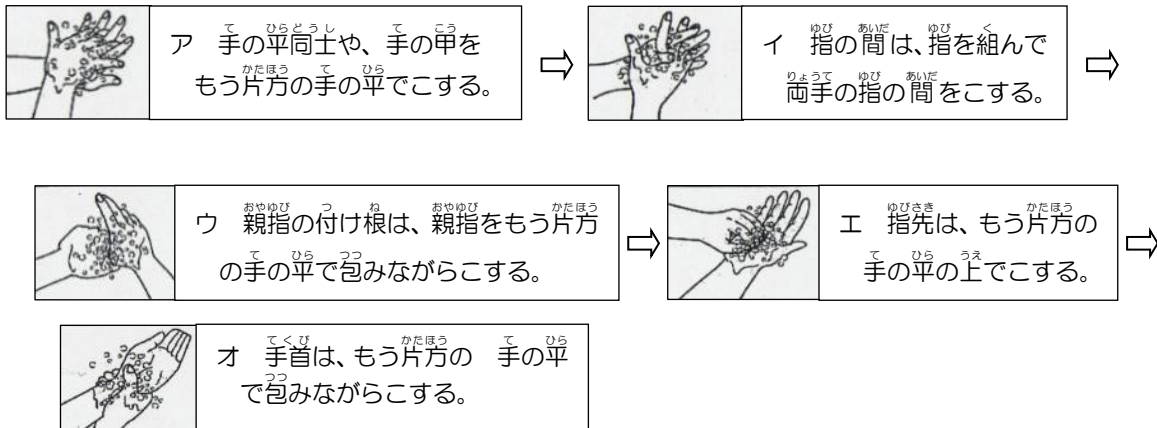 ア 手の平同士や、手の甲を
もう片方の手の平でこする。
イ 指の間は、指を組んで
両手の指の間をこする。
ウ 親指の付け根は、親指をもう片方
の手の平で包みながらこする。
エ 指先は、もう片方の
手の平の上でこする。
オ 手首は、もう片方の 手の平
で包みながらこする。